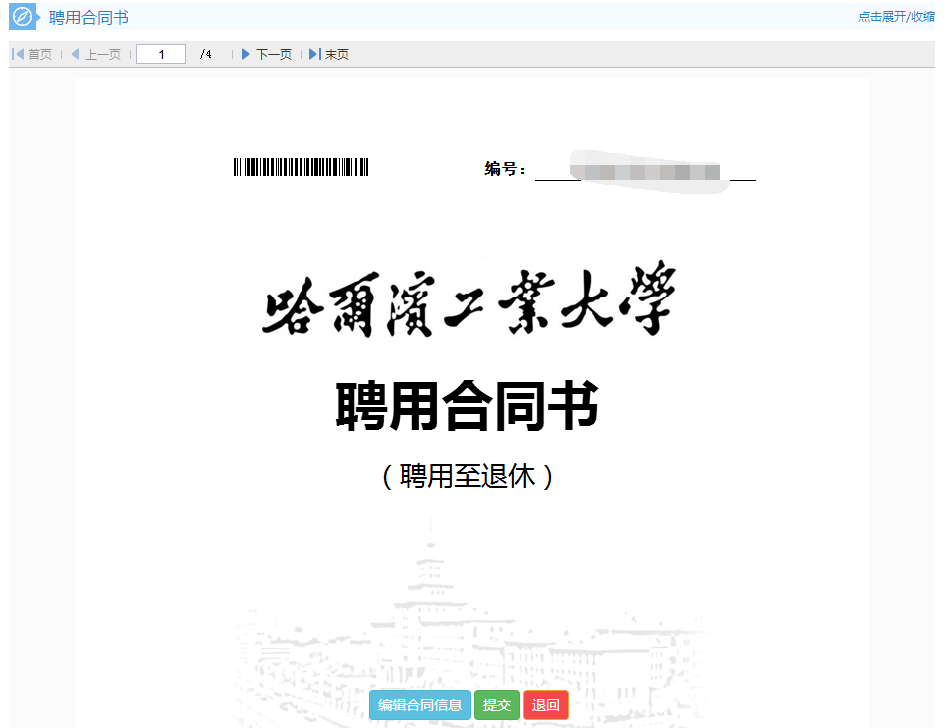 聘用合同书
点击展开/收缩
首页 上一页 1 /4 下一页 末页
编号：
哈爾濱工業大學
聘用合同书
（聘用至退休）
编辑合同信息 提交 退回